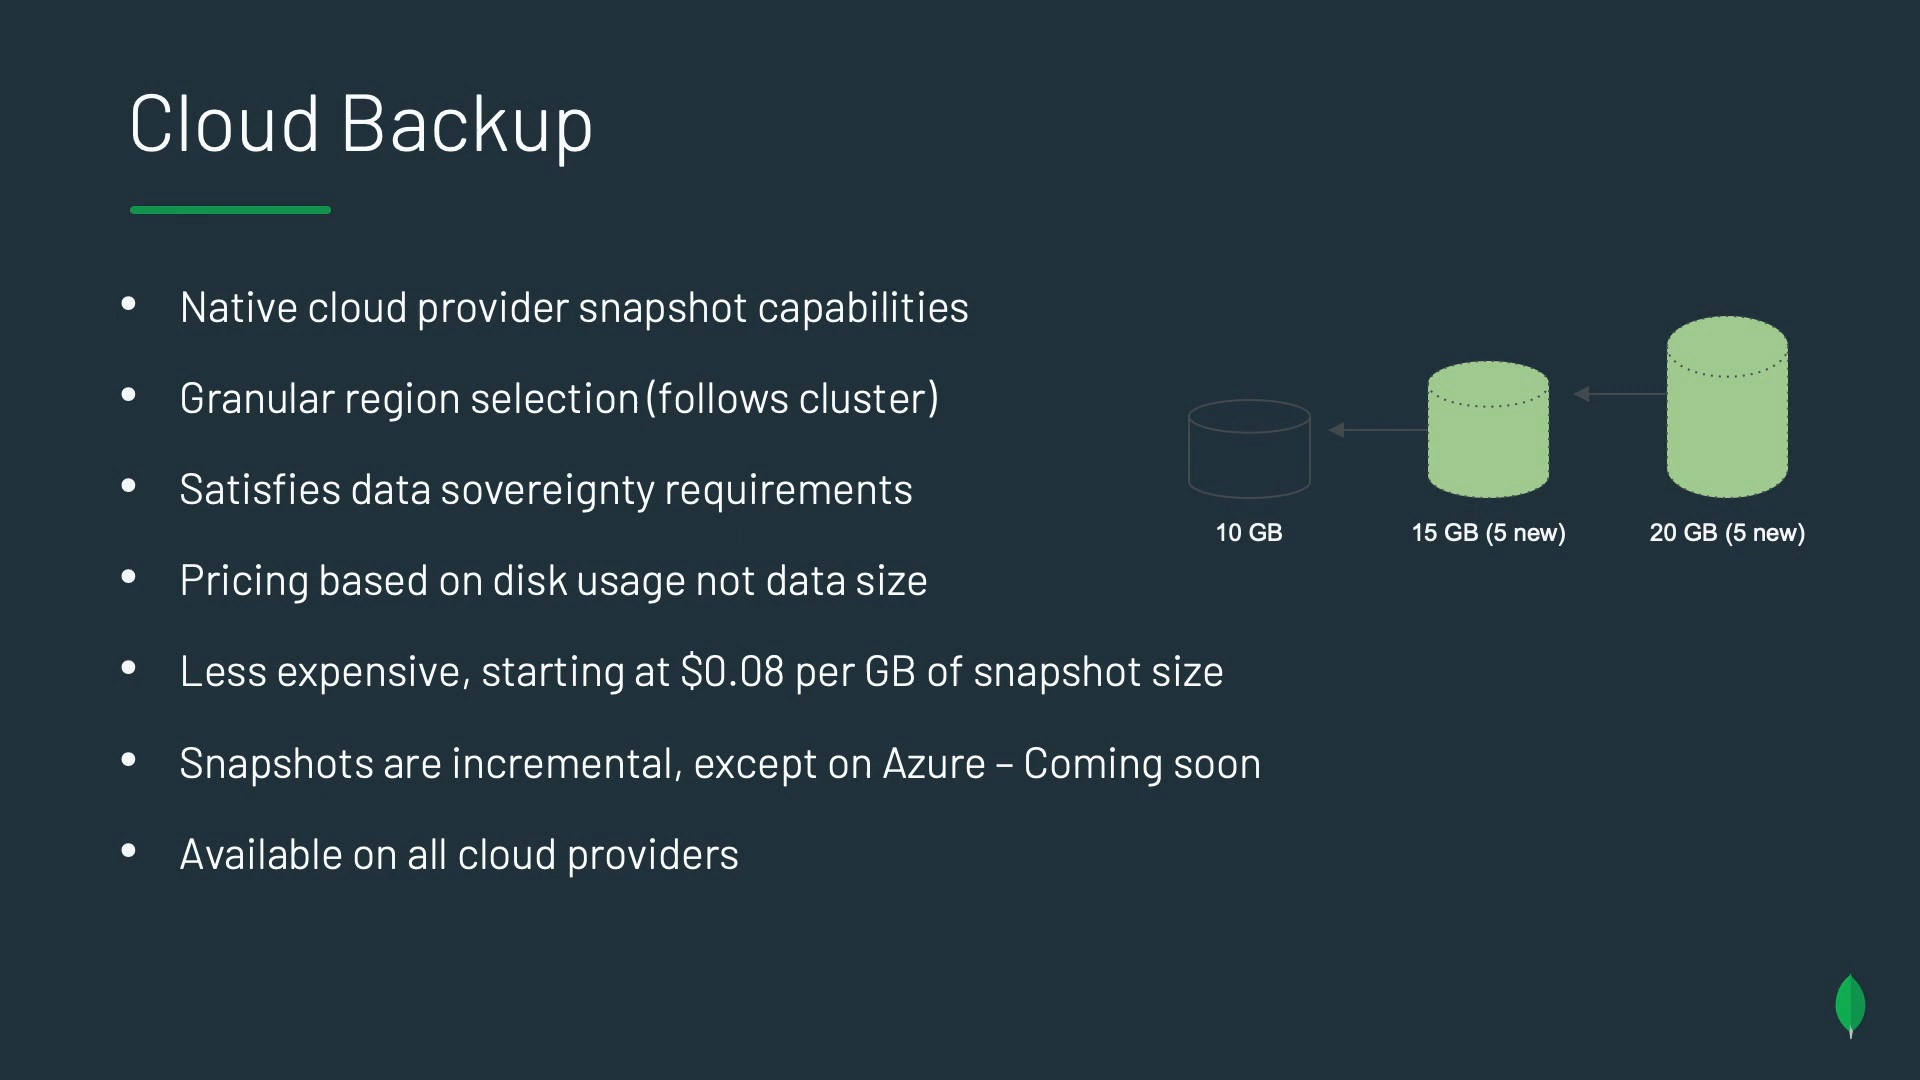 Cloud Backup
• Native cloud provider snapshot capabilities
• Granular region selection (follows cluster)
• Satisfies data sovereignty requirements
• Pricing based on disk usage not data size
• Less expensive, starting at $0.08 per GB of snapshot size
• Snapshots are incremental, except on Azure – Coming soon
• Available on all cloud providers
10 GB
15 GB (5 new)
20 GB (5 new)